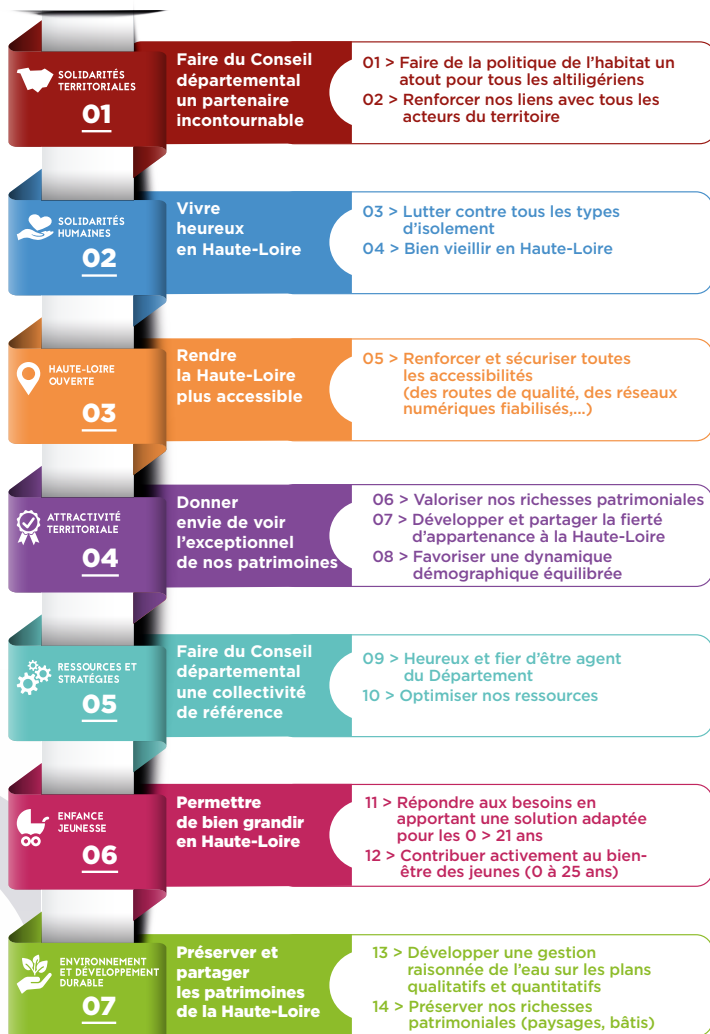 SOLIDARITÉS
TERRITORIALES
01
Faire du Conseil
départemental
un partenaire
incontournable
01 > Faire de la politique de l'habitat un
atout pour tous les altiligériens
02 > Renforcer nos liens avec tous les
acteurs du territoire
SOLIDARITÉS
HUMAINES
02
Vivre
heureux
en Haute-Loire
03 > Lutter contre tous les types
d'isolement
04 > Bien vieillir en Haute-Loire
HAUTE-LOIRE
OUVERTE
03
Rendre
la Haute-Loire
plus accessible
05 > Renforcer et sécuriser toutes
les accessibilités
(des routes de qualité, des réseaux
numériques fiabilisés,...)
ATTRACTIVITÉ
TERRITORIALE
04
Donner
envie de voir
l'exceptionnel
de nos patrimoines
06 > Valoriser nos richesses patrimoniales
07 > Développer et partager la fierté
d'appartenance à la Haute-Loire
08 > Favoriser une dynamique
démographique équilibrée
RESSOURCES ET
STRATÉGIES
05
Faire du Conseil
départemental
une collectivité
de référence
09 > Heureux et fier d'être agent
du Département
10 > Optimiser nos ressources
ENFANCE
JEUNESSE
06
Permettre
de bien grandir
en Haute-Loire
11 > Répondre aux besoins en
apportant une solution adaptée
pour les 0 > 21 ans
12 > Contribuer activement au bien-
être des jeunes (0 à 25 ans)
ENVIRONNEMENT
ET DÉVELOPPEMENT
DURABLE
07
Préserver et
partager
les patrimoines
de la Haute-Loire
13 > Développer une gestion
raisonnée de l'eau sur les plans
qualitatifs et quantitatifs
14 > Préserver nos richesses
patrimoniales (paysages, bâtis)